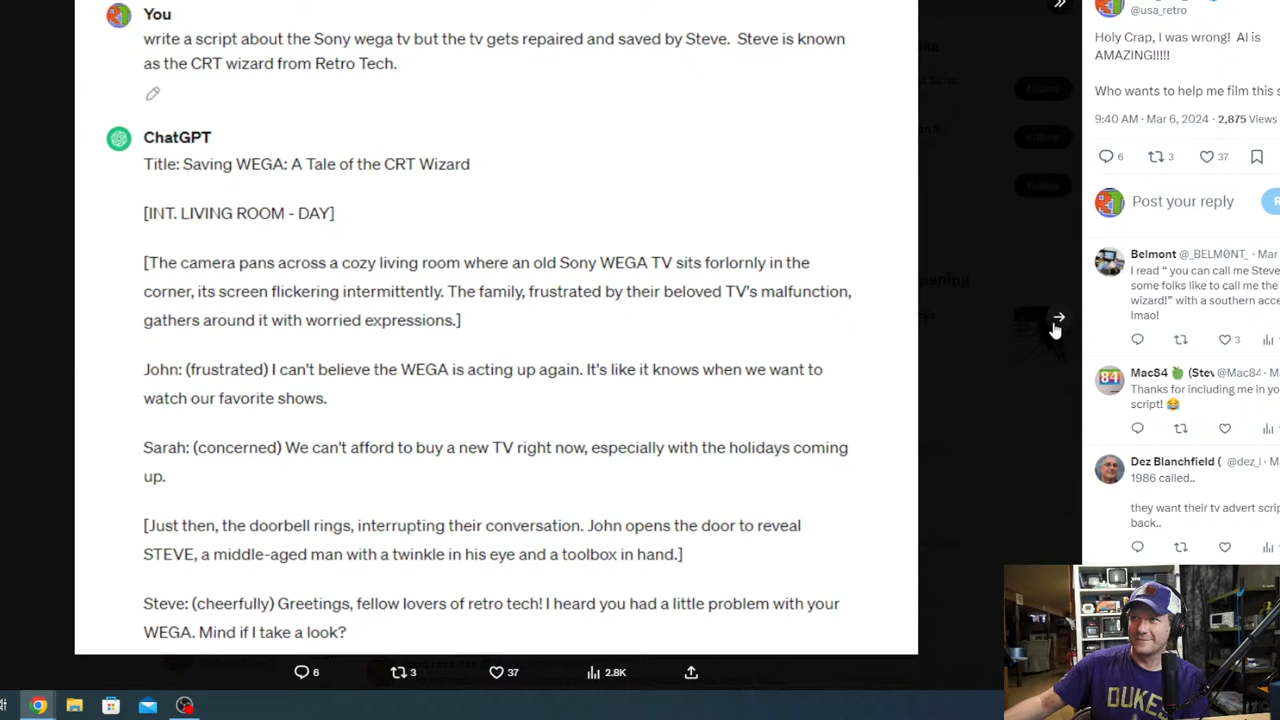 You
write a script about the Sony wega tv but the tv gets repaired and saved by Steve. Steve is known
as the CRT wizard from Retro Tech.
ChatGPT
Title: Saving WEGA: A Tale of the CRT Wizard
[INT. LIVING ROOM - DAY]
[The camera pans across a cozy living room where an old Sony WEGA TV sits forlornly in the
corner, its screen flickering intermittently. The family, frustrated by their beloved TV's malfunction,
gathers around it with worried expressions.]
John: (frustrated) I can't believe the WEGA is acting up again. It's like it knows when we want to
watch our favorite shows.
Sarah: (concerned) We can't afford to buy a new TV right now, especially with the holidays coming
up.
[Just then, the doorbell rings, interrupting their conversation. John opens the door to reveal
STEVE, a middle-aged man with a twinkle in his eye and a toolbox in hand.]
Steve: (cheerfully) Greetings, fellow lovers of retro tech! I heard you had a little problem with your
WEGA. Mind if I take a look?
6 3 37 2.8K
@usa_retro
Holy Crap, I was wrong! AI is
AMAZING!!!!!
Who wants to help me film this s
9:40 AM · Mar 6, 2024 · 2,875 Views
6 3 37
Post your reply
Belmont @_BELM0NT_ · Mar
I read “ you can call me Steve
some folks like to call me the
wizard!” with a southern acce
lmao!
3
Mac84 (Stev @Mac84_
Thanks for including me in yo
script!
Dez Blanchfield ( @dez_
1986 called..
they want their tv advert scrip
back..
Follow
Follow
Follow
84
DUKES